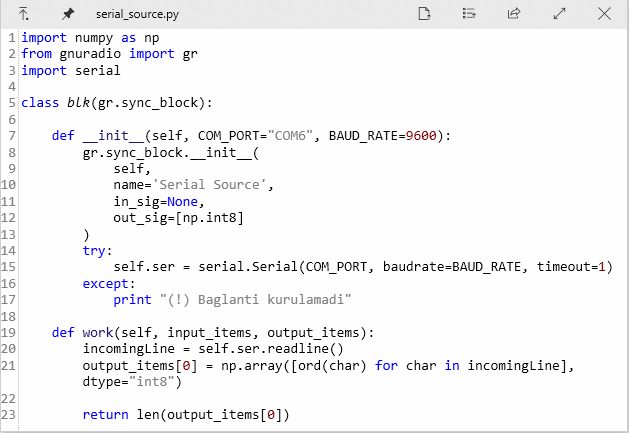 serial_source.py
1 import numpy as np
2 from gnuradio import gr
3 import serial
4
5 class blk(gr.sync_block):
6
7     def __init__(self, COM_PORT="COM6", BAUD_RATE=9600):
8         gr.sync_block.__init__(
9             self,
10             name='Serial Source',
11             in_sig=None,
12             out_sig=[np.int8]
13         )
14         try:
15             self.ser = serial.Serial(COM_PORT, baudrate=BAUD_RATE, timeout=1)
16         except:
17             print "(!) Baglanti kurulamadi"
18
19     def work(self, input_items, output_items):
20         incomingLine = self.ser.readline()
21         output_items[0] = np.array([ord(char) for char in incomingLine],
        dtype="int8")
22
23         return len(output_items[0])